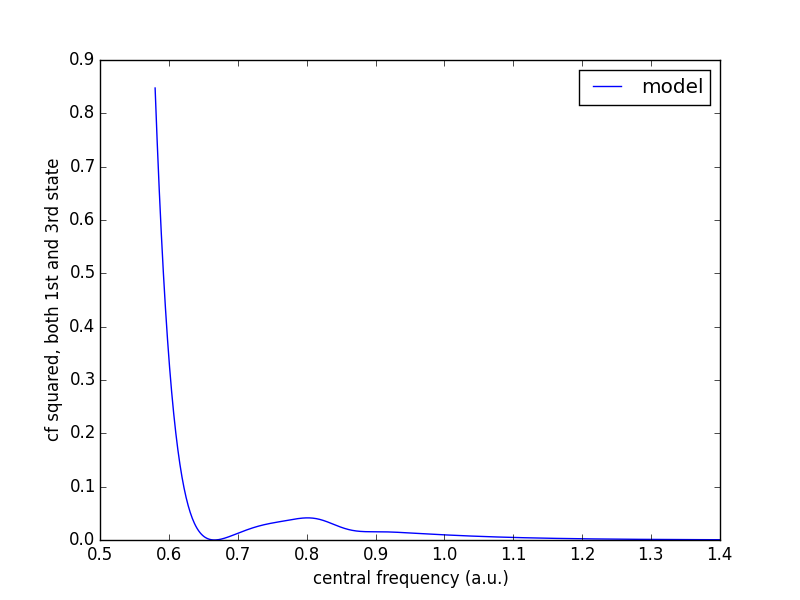 model
0.9
0.8
0.7
0.6
0.5
0.4
0.3
0.2
0.1
0.0
cf squared, both 1st and 3rd state
0.5 0.6 0.7 0.8 0.9 1.0 1.1 1.2 1.3 1.4
central frequency (a.u.)